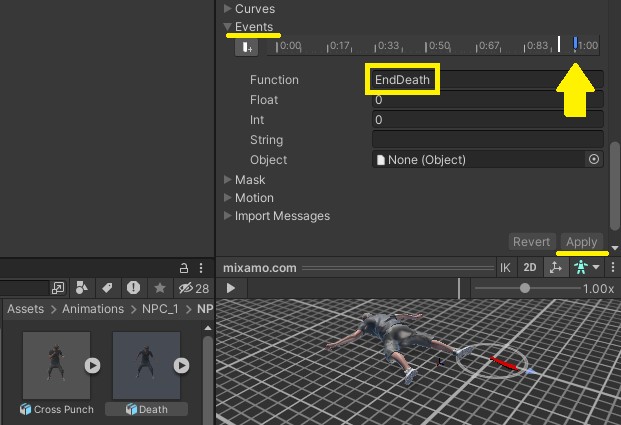 Curves
Events
0:00 0:17 0:33 0:50 0:67 0:83 1:00
Function EndDeath
Float 0
Int 0
String
Object None (Object)
Mask
Motion
Import Messages
Revert Apply
mixamo.com IK 2D
28 1.00x
Assets > Animations > NPC_1 > NP
Cross Punch Death